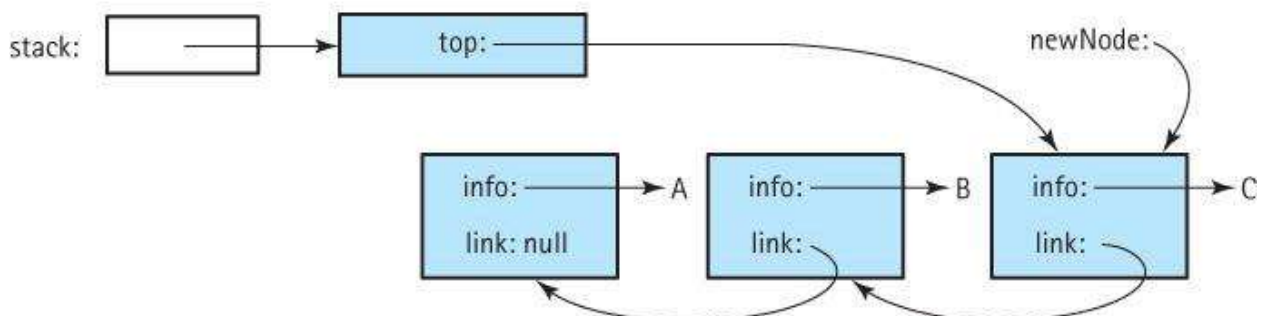 stack:
top:
newNode:
info:
A
info:
B
info:
C
link: null
link:
link: